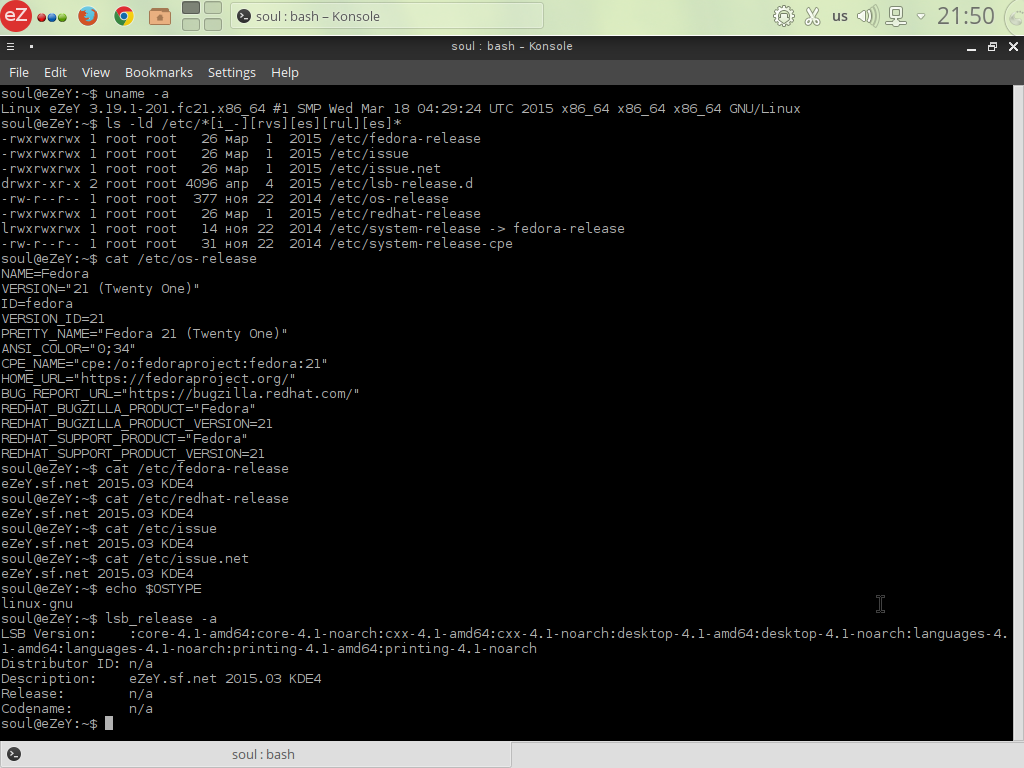 eZ
soul : bash – Konsole
us
21:50
soul : bash – Konsole
File Edit View Bookmarks Settings Help
soul@eZeY:~$ uname -a
Linux eZeY 3.19.1-201.fc21.x86_64 #1 SMP Wed Mar 18 04:29:24 UTC 2015 x86_64 x86_64 x86_64 GNU/Linux
soul@eZeY:~$ ls -ld /etc/*[i_-][rvs][es][rul][es]*
-rwxrwxrwx 1 root root   26 мар  1  2015 /etc/fedora-release
-rwxrwxrwx 1 root root   26 мар  1  2015 /etc/issue
-rwxrwxrwx 1 root root   26 мар  1  2015 /etc/issue.net
drwxr-xr-x 2 root root 4096 апр  4  2015 /etc/lsb-release.d
-rw-r--r-- 1 root root  377 ноя 22  2014 /etc/os-release
-rwxrwxrwx 1 root root   26 мар  1  2015 /etc/redhat-release
lrwxrwxrwx 1 root root   14 ноя 22  2014 /etc/system-release -> fedora-release
-rw-r--r-- 1 root root   31 ноя 22  2014 /etc/system-release-cpe
soul@eZeY:~$ cat /etc/os-release
NAME=Fedora
VERSION="21 (Twenty One)"
ID=fedora
VERSION_ID=21
PRETTY_NAME="Fedora 21 (Twenty One)"
ANSI_COLOR="0;34"
CPE_NAME="cpe:/o:fedoraproject:fedora:21"
HOME_URL="https://fedoraproject.org/"
BUG_REPORT_URL="https://bugzilla.redhat.com/"
REDHAT_BUGZILLA_PRODUCT="Fedora"
REDHAT_BUGZILLA_PRODUCT_VERSION=21
REDHAT_SUPPORT_PRODUCT="Fedora"
REDHAT_SUPPORT_PRODUCT_VERSION=21
soul@eZeY:~$ cat /etc/fedora-release
eZeY.sf.net 2015.03 KDE4
soul@eZeY:~$ cat /etc/redhat-release
eZeY.sf.net 2015.03 KDE4
soul@eZeY:~$ cat /etc/issue
eZeY.sf.net 2015.03 KDE4
soul@eZeY:~$ cat /etc/issue.net
eZeY.sf.net 2015.03 KDE4
soul@eZeY:~$ echo $OSTYPE
linux-gnu
soul@eZeY:~$ lsb_release -a
LSB Version:    :core-4.1-amd64:core-4.1-noarch:cxx-4.1-amd64:cxx-4.1-noarch:desktop-4.1-amd64:desktop-4.1-noarch:languages-4.
1-amd64:languages-4.1-noarch:printing-4.1-amd64:printing-4.1-noarch
Distributor ID: n/a
Description:    eZeY.sf.net 2015.03 KDE4
Release:        n/a
Codename:       n/a
soul@eZeY:~$
soul : bash